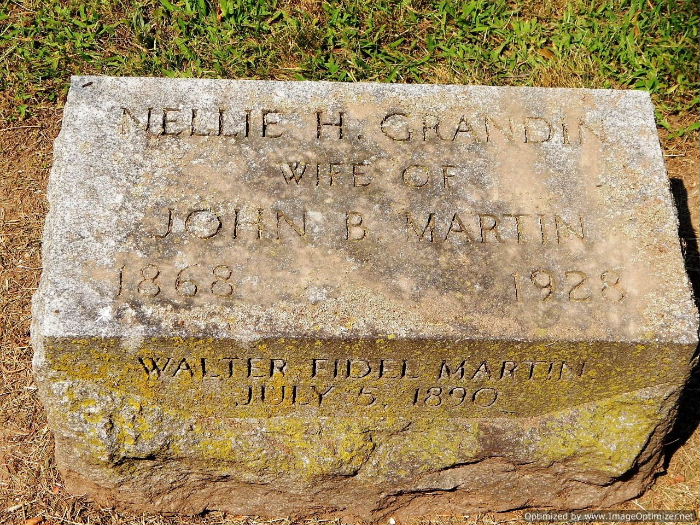 NELLIE H. GRANDIN
WIFE OF
JOHN B MARTIN
1868 1928
WALTER FIDEL MARTIN
JULY 5, 1890
Optimized by www.ImageOptimizer.net